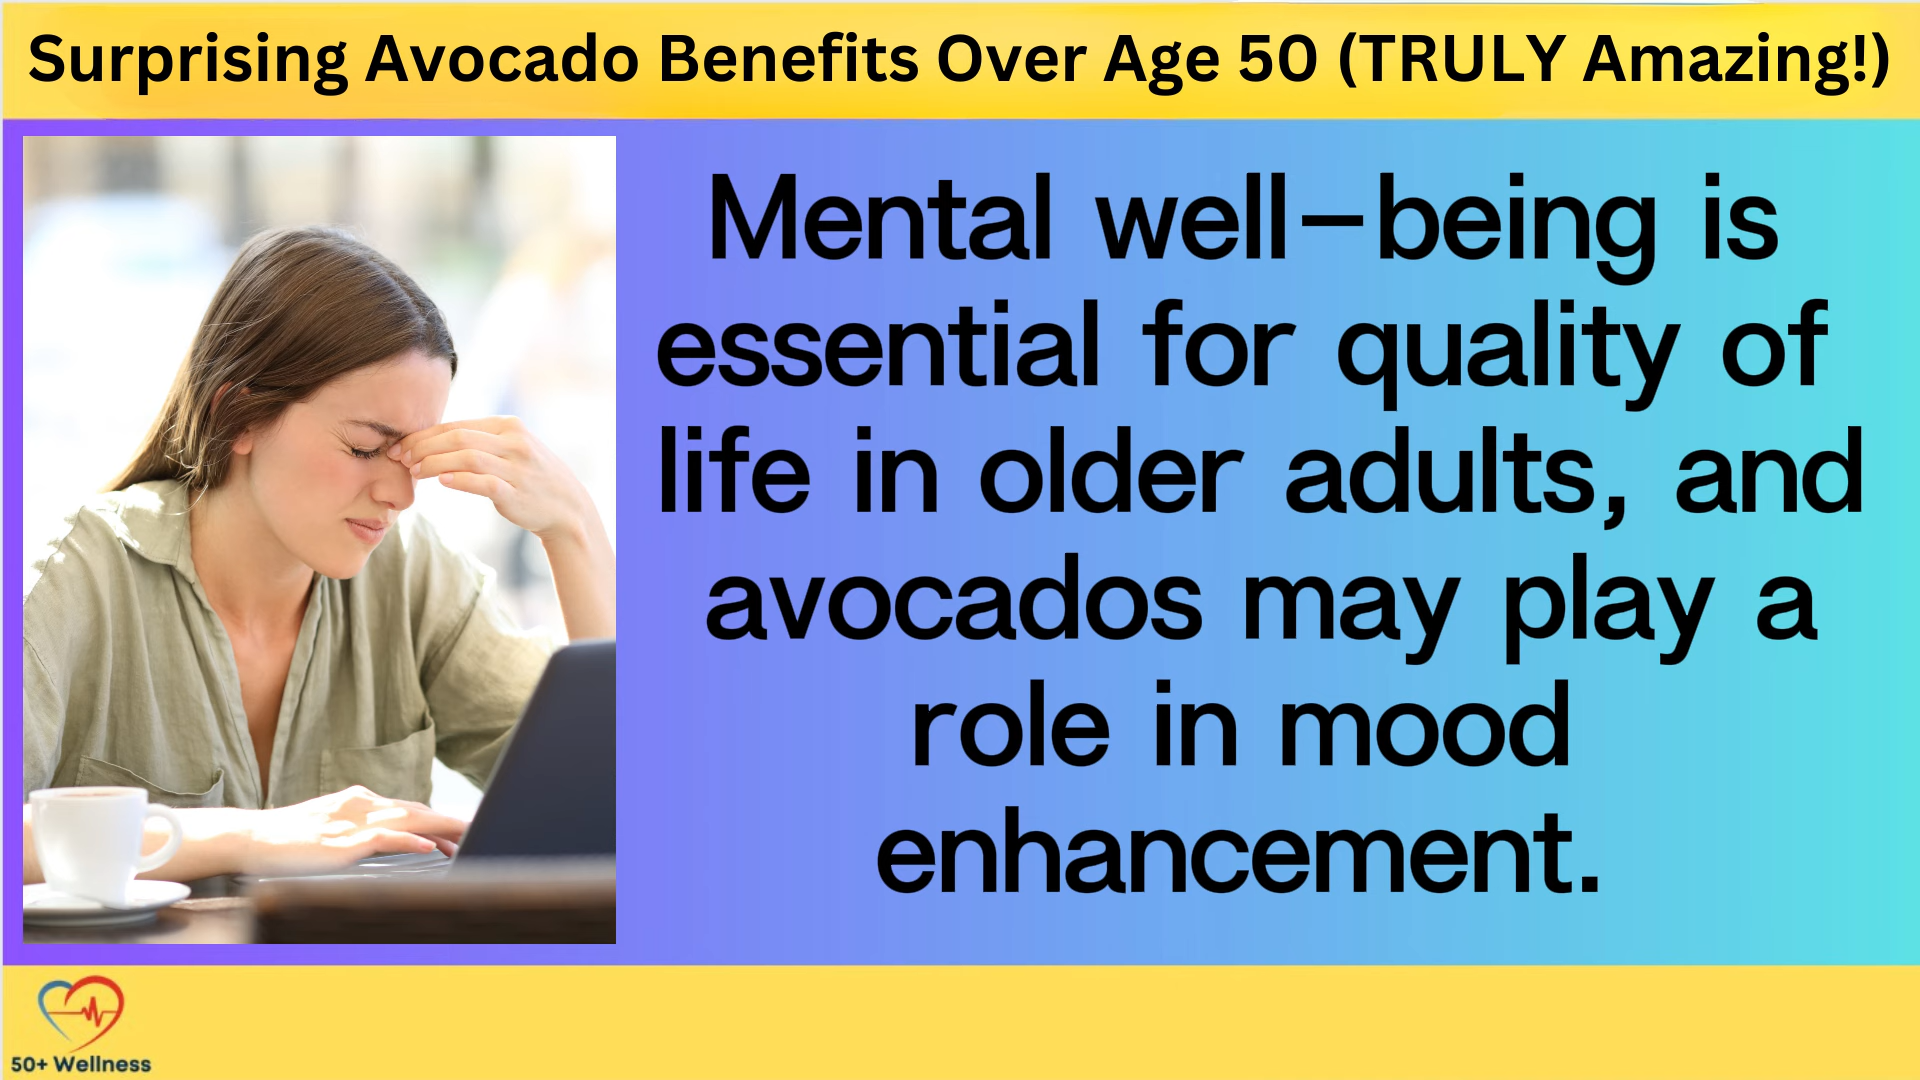 Surprising Avocado Benefits Over Age 50 (TRULY Amazing!)
Mental well-being is
essential for quality of
life in older adults, and
avocados may play a
role in mood
enhancement.
50+ Wellness